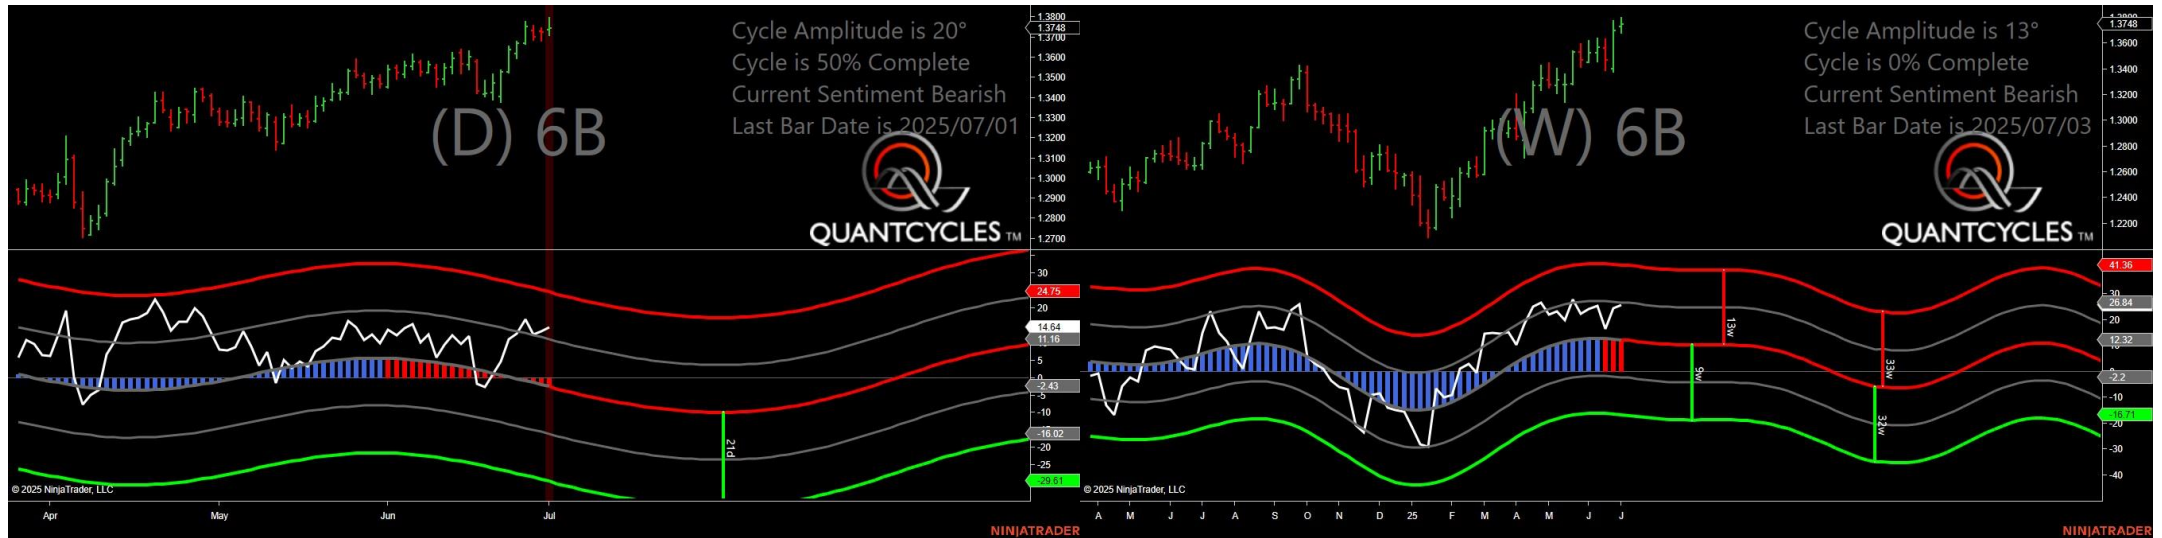 Cycle Amplitude is 20°
Cycle is 50% Complete
Current Sentiment Bearish
Last Bar Date is 2025/07/01
(D) 6B
QUANTCYCLES TM
1.3800
1.3748
1.3700
1.3600
1.3500
1.3400
1.3300
1.3200
1.3100
1.3000
1.2900
1.2800
1.2700
30
24.75
20
14.64
11.16
5
0
-2.43
-5
-10
-16.02
-20
-25
-29.61
21d
© 2025 NinjaTrader, LLC
Apr May Jun Jul
NINJATRADER
Cycle Amplitude is 13°
Cycle is 0% Complete
Current Sentiment Bearish
Last Bar Date is 2025/07/03
(W) 6B
QUANTCYCLES TM
1.3748
1.3600
1.3400
1.3200
1.3000
1.2800
1.2600
1.2400
1.2200
41.36
30
26.84
20
12.32
0
-2.2
-10
-16.71
-20
-30
-40
13w
9w
33w
32w
© 2025 NinjaTrader, LLC
A M J J A S O N D 25 F M A M J J
NINJATRADER